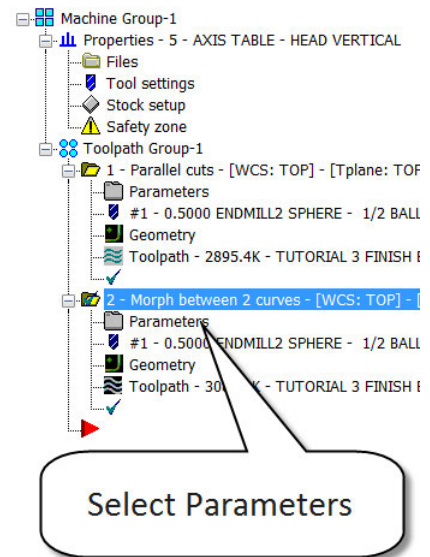 Machine Group-1
Properties - 5 - AXIS TABLE - HEAD VERTICAL
Files
Tool settings
Stock setup
Safety zone
Toolpath Group-1
1 - Parallel cuts - [WCS: TOP] - [Tplane: TOP
Parameters
#1 - 0.5000 ENDMILL2 SPHERE - 1/2 BALL
Geometry
Toolpath - 2895.4K - TUTORIAL 3 FINISH
2 - Morph between 2 curves - [WCS: TOP] - [
Parameters
#1 - 0.5000 ENDMILL2 SPHERE - 1/2 BALL
Geometry
Toolpath - TUTORIAL 3 FINISH
Select Parameters